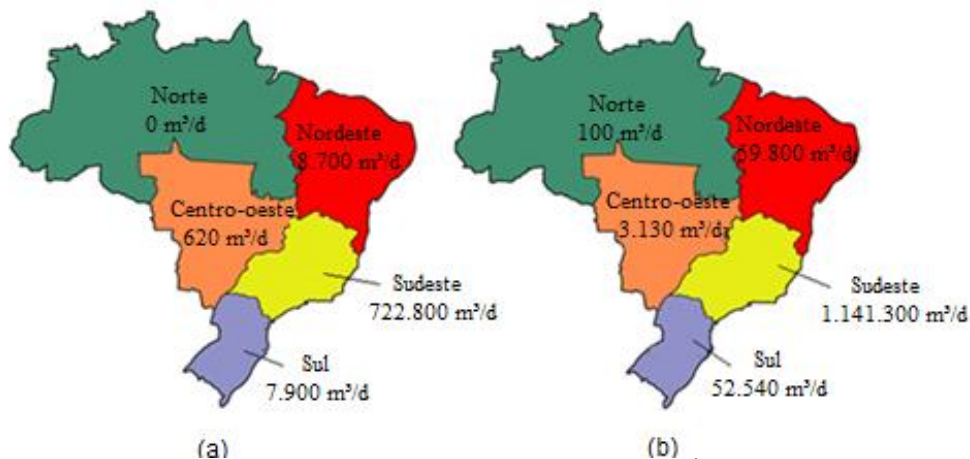 Norte
0 m³/d
Nordeste
8.700 m³/d
Centro-oeste
620 m³/d
Sudeste
722.800 m³/d
Sul
7.900 m³/d
(a)
Norte
100 m³/d
Nordeste
59.800 m³/d
Centro-oeste
3.130 m³/d
Sudeste
1.141.300 m³/d
Sul
52.540 m³/d
(b)